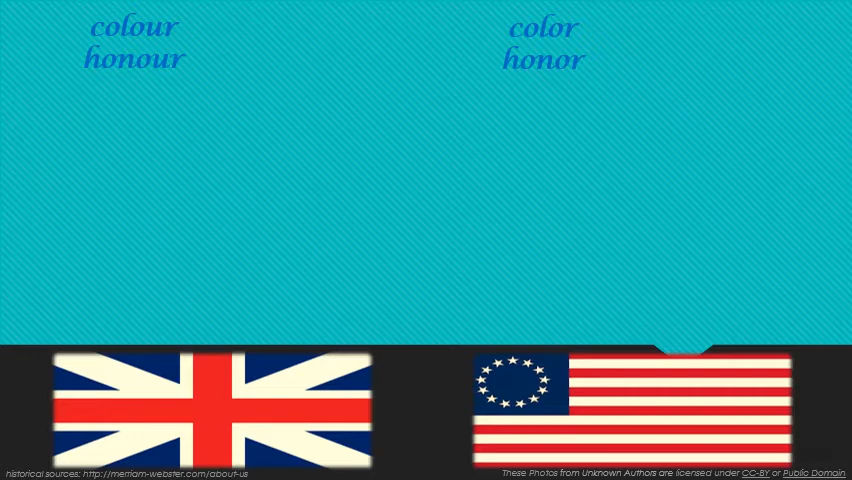 colour
honour
color
honor
historical sources: http://merriam-webster.com/about-us
These Photos from Unknown Authors are licensed under CC-BY or Public Domain